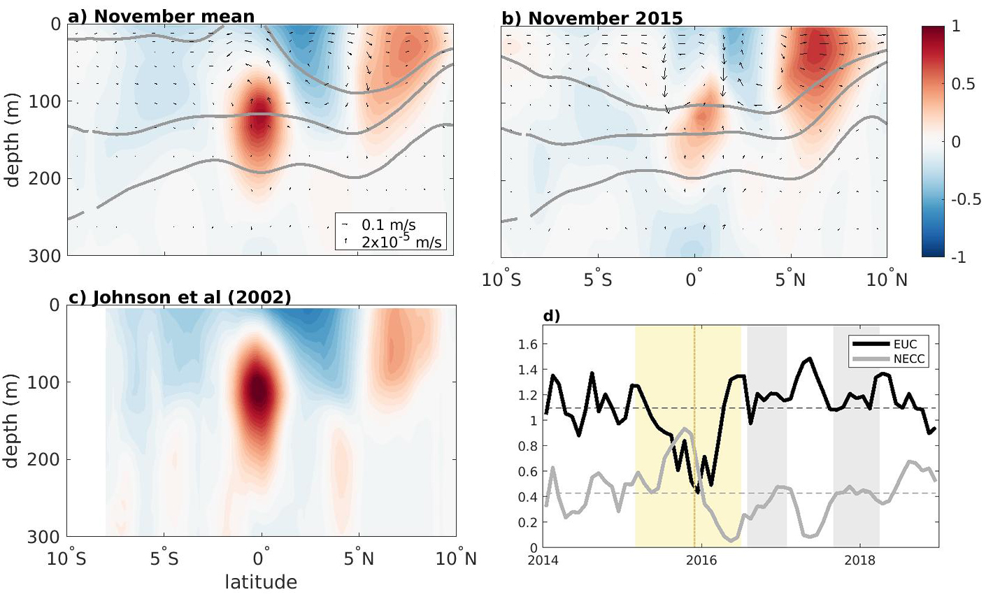 a) November mean
0
100
200
300
depth (m)
0.1 m/s
2x10-5 m/s
b) November 2015
10°S
5°S
0°
5°N
10°N
1
0.5
0
-0.5
-1
c) Johnson et al (2002)
0
100
200
300
depth (m)
10°S
5°S
0°
5°N
10°N
latitude
d)
1.6
1.4
1.2
1
0.8
0.6
0.4
0.2
0
EUC
NECC
2014
2016
2018